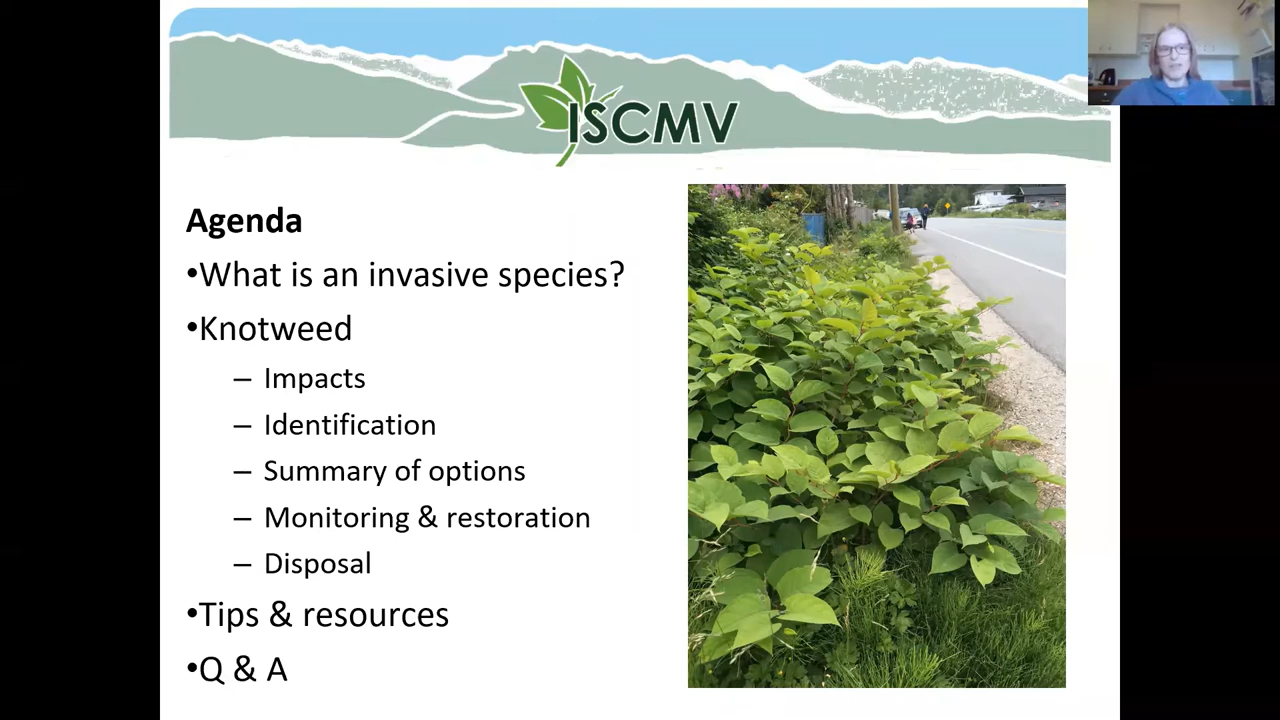 ISCMV
Agenda
•What is an invasive species?
•Knotweed
– Impacts
– Identification
– Summary of options
– Monitoring & restoration
– Disposal
•Tips & resources
•Q & A